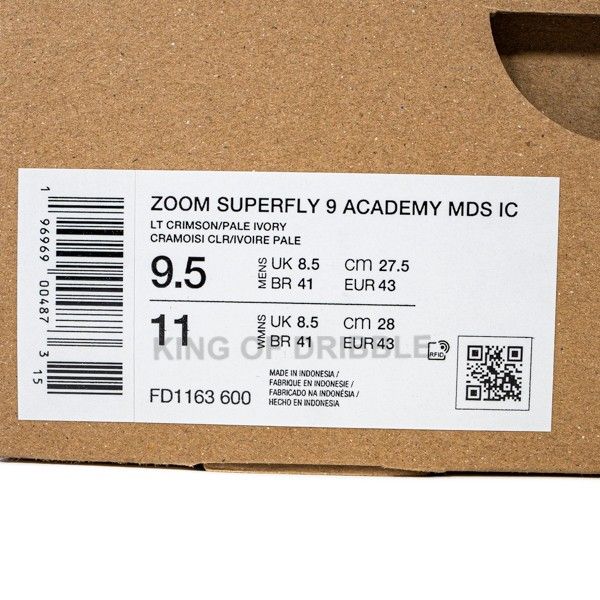 ZOOM SUPERFLY 9 ACADEMY MDS IC
LT CRIMSON/PALE IVORY
CRAMOISI CLR/IVOIRE PALE
9.5 MENS UK 8.5 cm 27.5
BR 41 EUR 43
11 WMNS UK 8.5 cm 28
BR 41 EUR 43
KING OF DRIBBLE
RFID
FD1163 600
MADE IN INDONESIA/
FABRIQUE EN INDONESIE/
FABRICADO NA INDONÉSIA/
HECHO EN INDONESIA
1 96969 00487 3 15